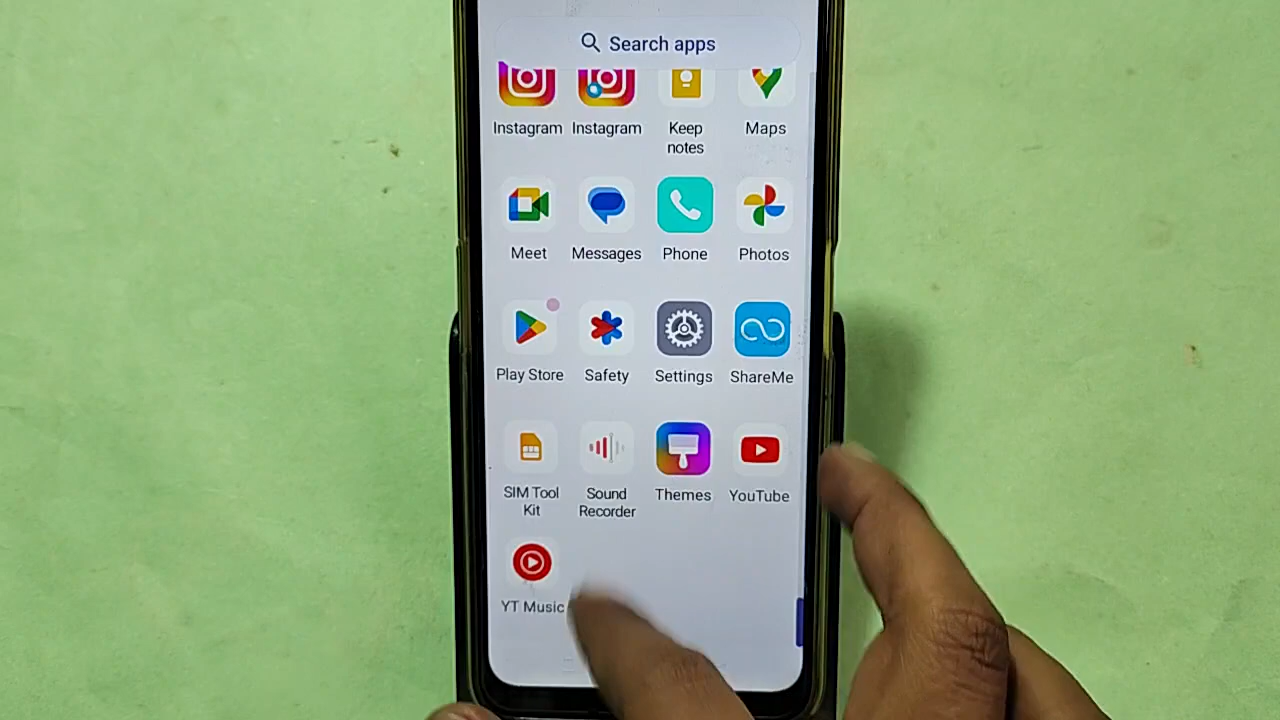 Search apps
Instagram Instagram Keep notes Maps
Meet Messages Phone Photos
Play Store Safety Settings ShareMe
SIM Tool Kit Sound Recorder Themes YouTube
YT Music